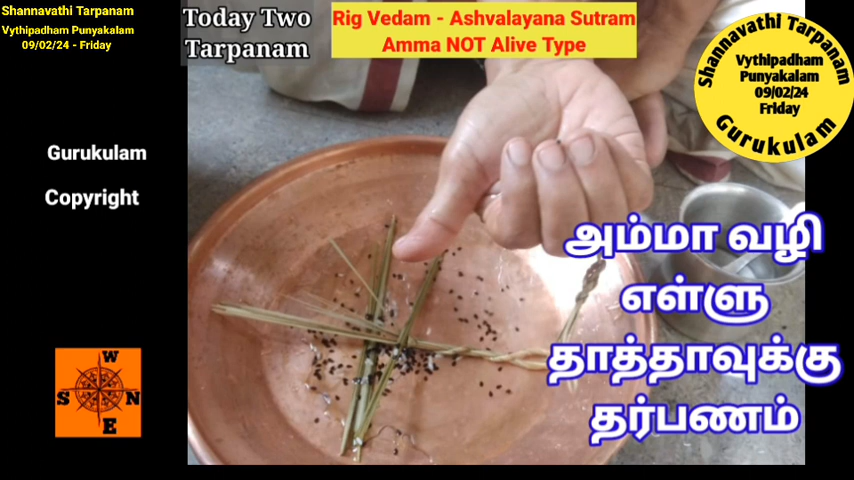 Shannavathi Tarpanam
Vythipadham Punyakalam
09/02/24 - Friday
Today Two
Tarpanam
Rig Vedam - Ashvalayana Sutram
Amma NOT Alive Type
Shannavathi Tarpanam
Vythipadham
Punyakalam
09/02/24
Friday
Gurukulam
Gurukulam
Copyright
அம்மா வழி
எள்ளு
தாத்தாவுக்கு
தர்பணம்
W
S N
E